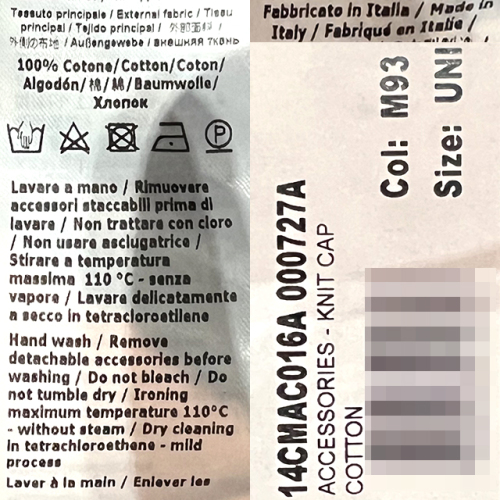 Tessuto principale / External fabric / Tissu
principal / Tejido principal / 外部面料 /
外側の布地 / Außengewebe / внешняя ткань
100% Cotone/Cotton/Coton/
Algodón/棉/綿/Baumwolle/
Хлопок
Lavare a mano / Rimuovere
accessori staccabili prima di
lavare / Non trattare con cloro
/ Non usare asciugatrice /
Stirare a temperatura
massima 110 °C - senza
vapore / Lavare delicatamente
a secco in tetracloroetilene
Hand wash / Remove
detachable accessories before
washing / Do not bleach / Do
not tumble dry / Ironing
maximum temperature 110°C
- without steam / Dry cleaning
in tetrachloroethene - mild
process
Laver à la main / Enlever les
Fabbricato in Italia / Made in
Italy / Fabriqué en Italie /
14CMAC016A 000727A
ACCESSORIES - KNIT CAP
COTTON
Col: M93
Size: UNI